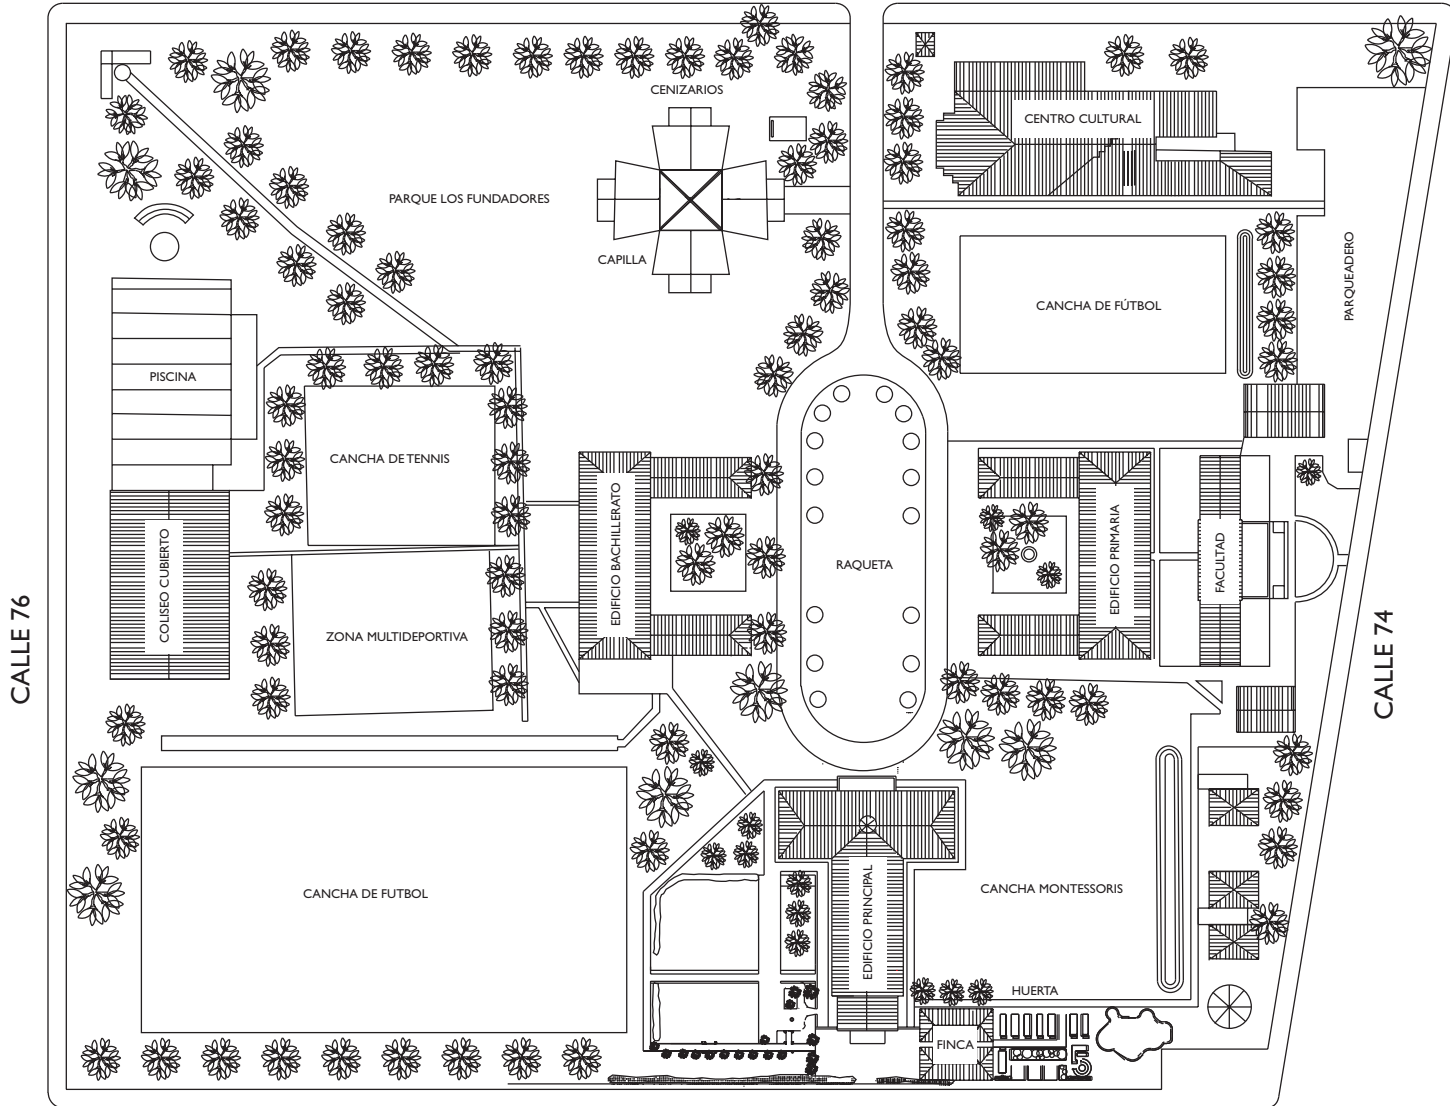 CENIZARIOS
CENTRO CULTURAL
PARQUE LOS FUNDADORES
CAPILLA
PARQUEADERO
CANCHA DE FÚTBOL
PISCINA
CANCHA DE TENNIS
EDIFICIO BACHILLERATO
RAQUETA
EDIFICIO PRIMARIA
FACULTAD
COLISEO CUBIERTO
ZONA MULTIDEPORTIVA
CALLE 76
CALLE 74
CANCHA DE FUTBOL
EDIFICIO PRINCIPAL
CANCHA MONTESSORIS
HUERTA
FINCA